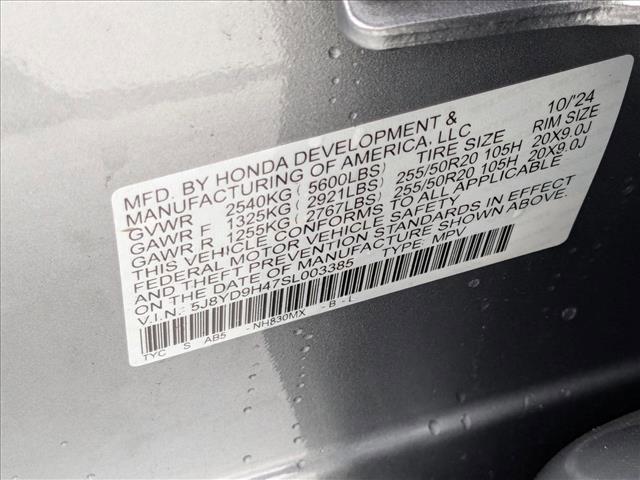 MFD. BY HONDA DEVELOPMENT & 10/'24
MANUFACTURING OF AMERICA, LLC
TIRE SIZE RIM SIZE
GVWR 2540KG ( 5600LBS)
GAWR F 1325KG ( 2921LBS) 255/50R20 105H 20X9.0J
GAWR R 1255KG ( 2767LBS) 255/50R20 105H 20X9.0J
THIS VEHICLE CONFORMS TO ALL APPLICABLE
FEDERAL MOTOR VEHICLE SAFETY
AND THEFT PREVENTION STANDARDS IN EFFECT
ON THE DATE OF MANUFACTURE SHOWN ABOVE.
V.I.N.: 5J8YD9H47SL003385 TYPE: MPV
TYC S AB5 -NH830MX -B-L